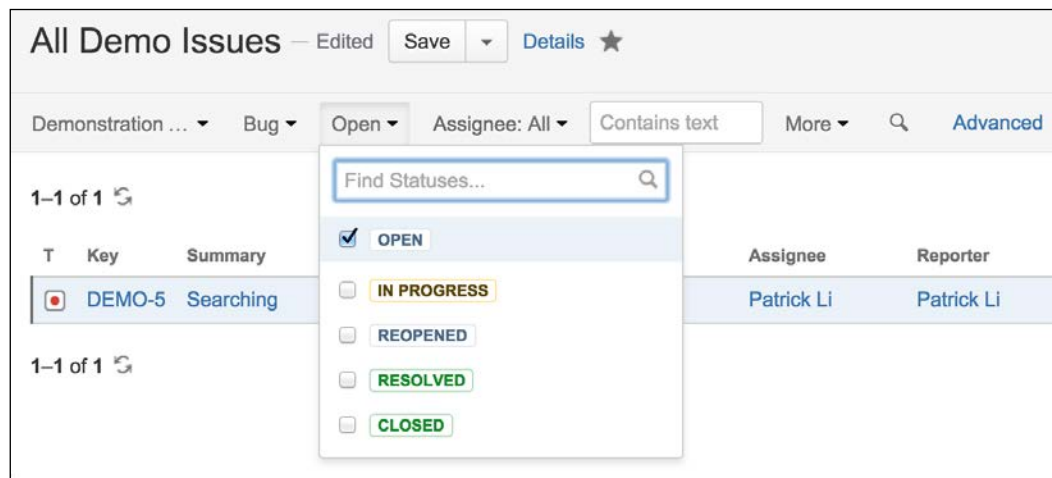 All Demo Issues — Edited Save Details
Demonstration ... Bug Open Assignee: All Contains text More Advanced
Find Statuses...
1–1 of 1
OPEN
T Key Summary Assignee Reporter
IN PROGRESS
DEMO-5 Searching Patrick Li Patrick Li
REOPENED
1–1 of 1
RESOLVED
CLOSED